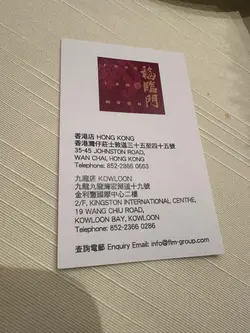 福臨門
香港店 HONG KONG
香港灣仔莊士敦道三十五至四十五號
35-45 JOHNSTON ROAD,
WAN CHAI, HONG KONG
Telephone: 852-2866 0663
九龍店 KOWLOON
九龍九龍灣宏照道十九號
金利豐國際中心二樓
2/F, KINGSTON INTERNATIONAL CENTRE,
19 WANG CHIU ROAD,
KOWLOON BAY, KOWLOON
Telephone: 852-2366 0286
查詢電郵 Enquiry Email: info@flm-group.com